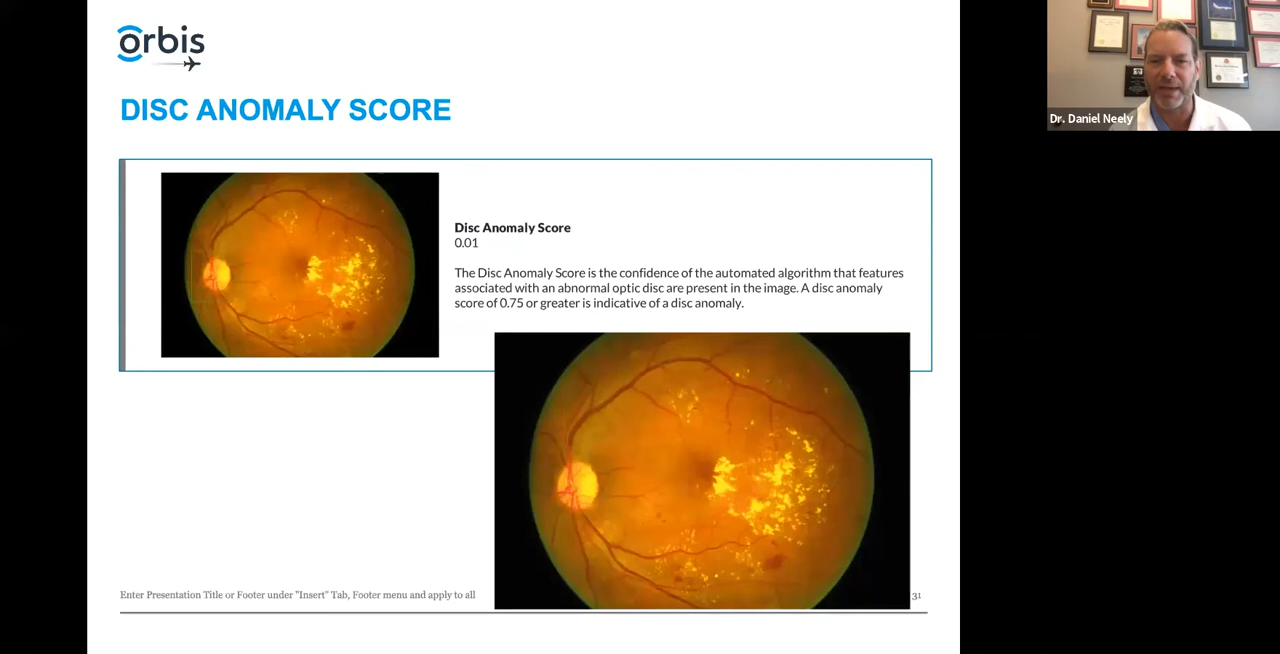 orbis
DISC ANOMALY SCORE
Disc Anomaly Score
0.01
The Disc Anomaly Score is the confidence of the automated algorithm that features
associated with an abnormal optic disc are present in the image. A disc anomaly
score of 0.75 or greater is indicative of a disc anomaly.
Enter Presentation Title or Footer under "Insert" Tab, Footer menu and apply to all
31
Dr. Daniel Neely